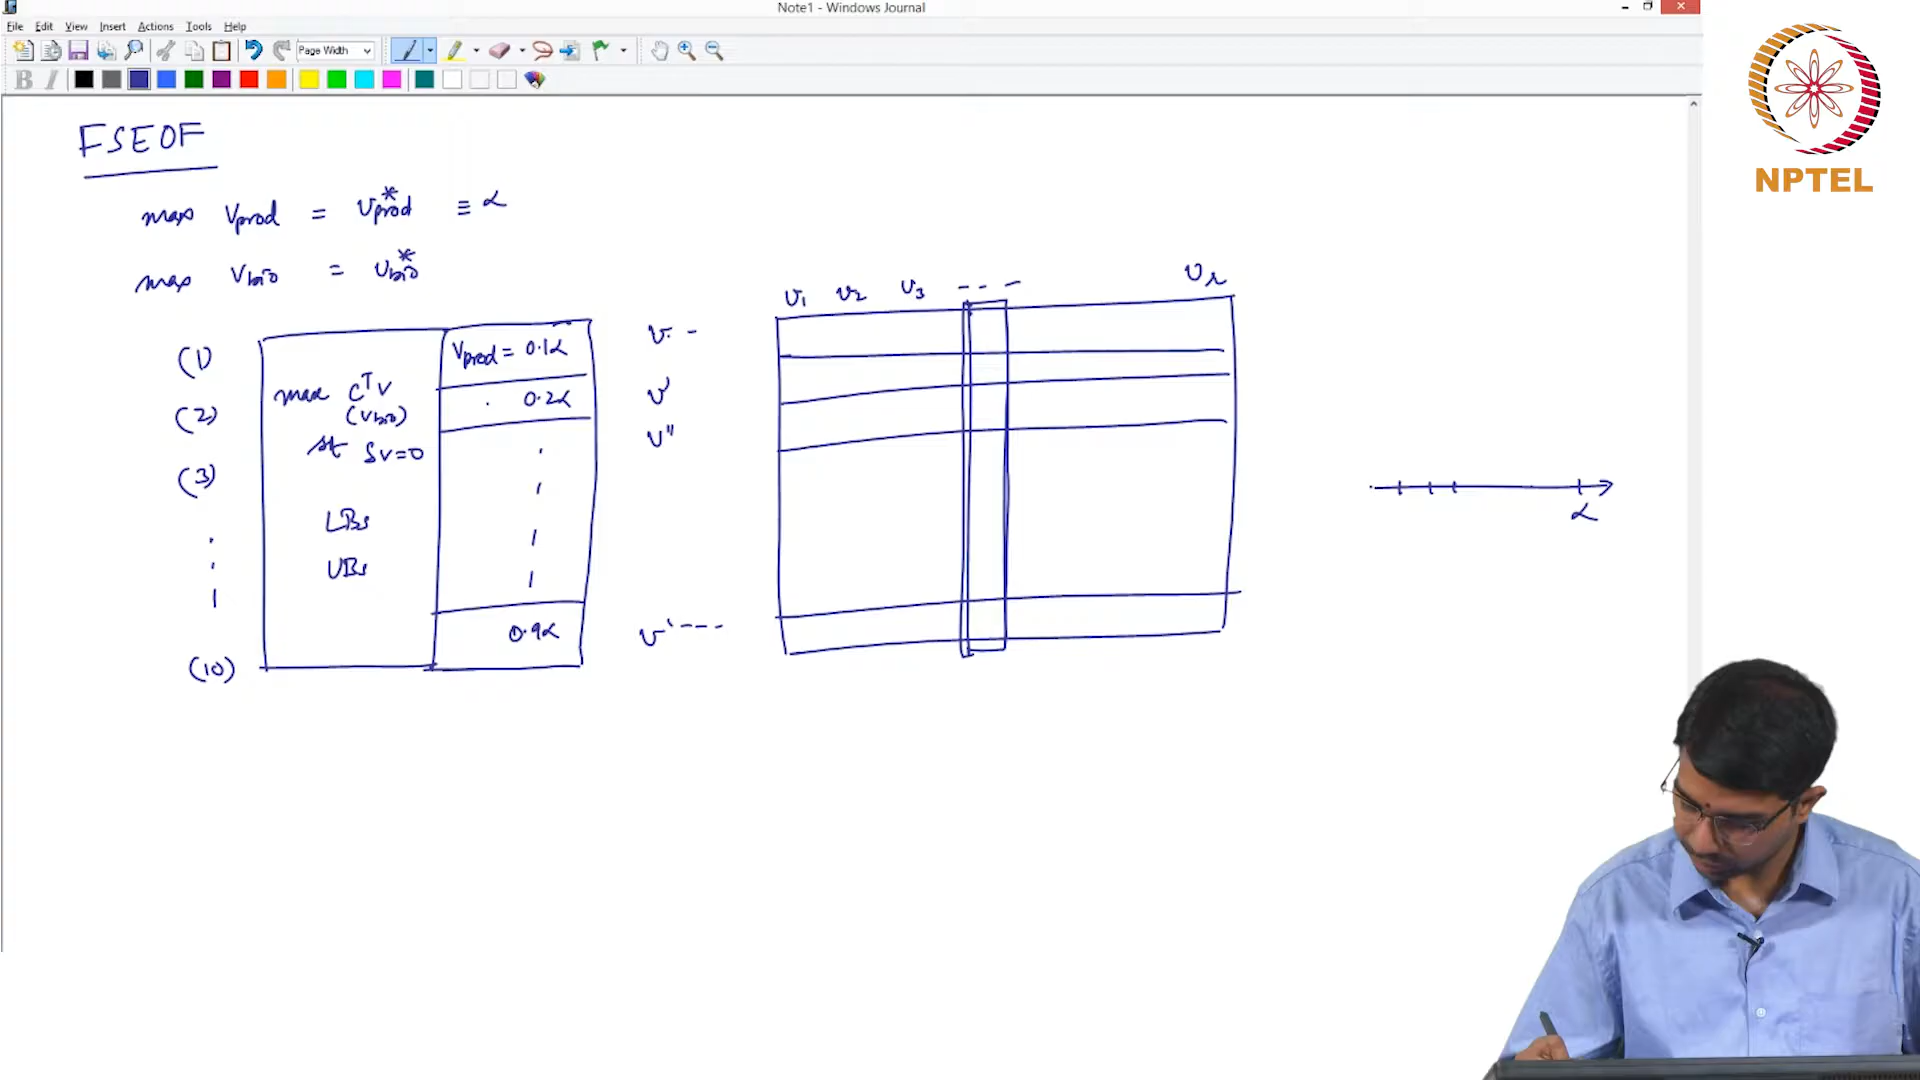 Note1 - Windows Journal
File Edit View Insert Actions Tools Help
Page Width
B I
NPTEL
FSEOF
max Vprod = V*prod ≡ α
max Vbio = V*bio
(1)
(2)
(3)
(10)
max CᵀV
(Vbio)
st SV=0
LBs
UBs
Vprod = 0.1α
. 0.2α
0.9α
V -
V'
V''
V' ---
V₁ V₂ V₃ --- Vr
α